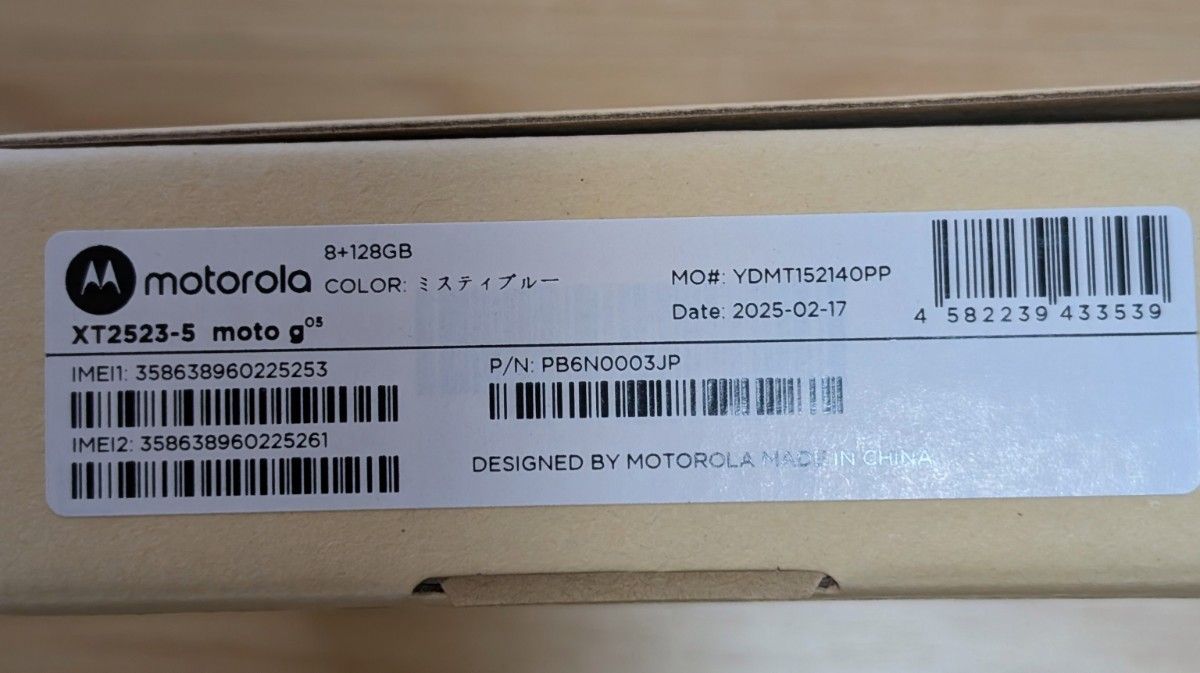 motorola
8+128GB
COLOR: ミスティブルー
XT2523-5 moto g05
MO#: YDMT152140PP
Date: 2025-02-17
4 582239 433539
IMEI1: 358638960225253
IMEI2: 358638960225261
P/N: PB6N0003JP
DESIGNED BY MOTOROLA MADE IN CHINA